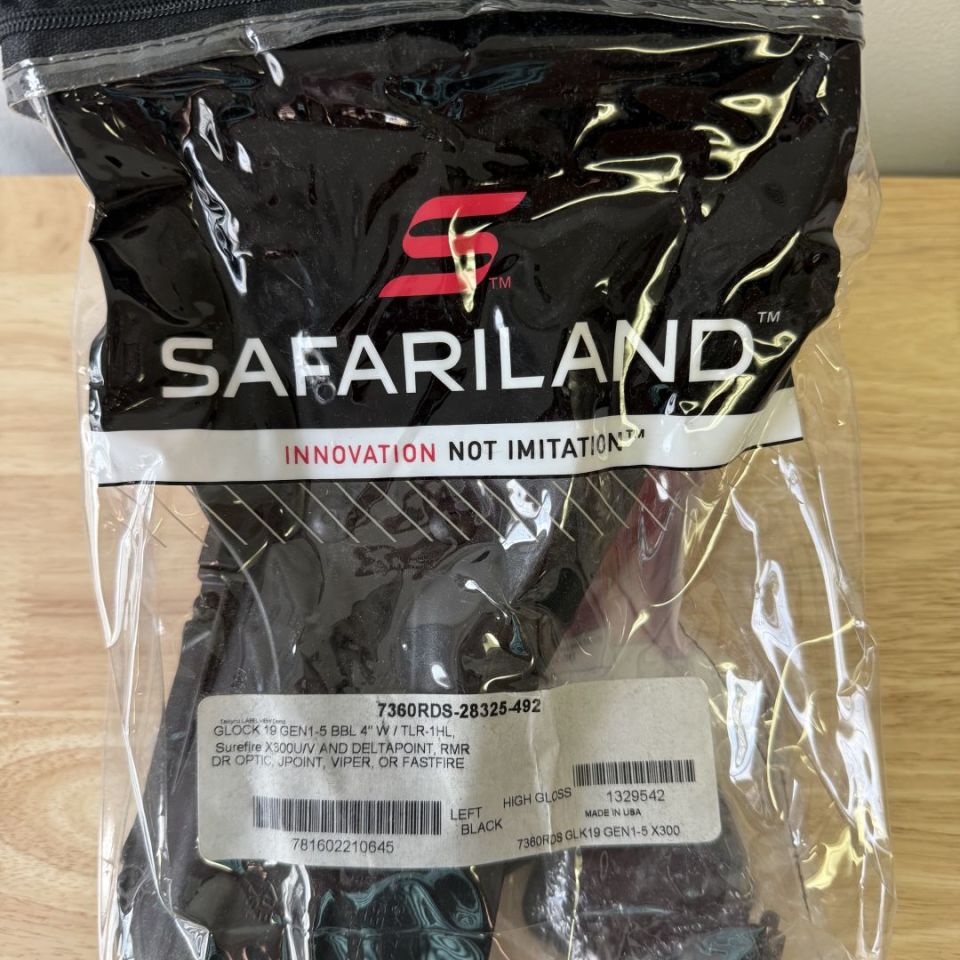 S™
SAFARILAND™
INNOVATION NOT IMITATION™
7360RDS-28325-492
GLOCK 19 GEN1-5 BBL 4" W / TLR-1HL,
Surefire X300U/V AND DELTAPOINT, RMR
DR OPTIC, JPOINT, VIPER, OR FASTFIRE
781602210645
LEFT
BLACK
HIGH GLOSS
1329542
MADE IN USA
7360RDS GLK19 GEN1-5 X300